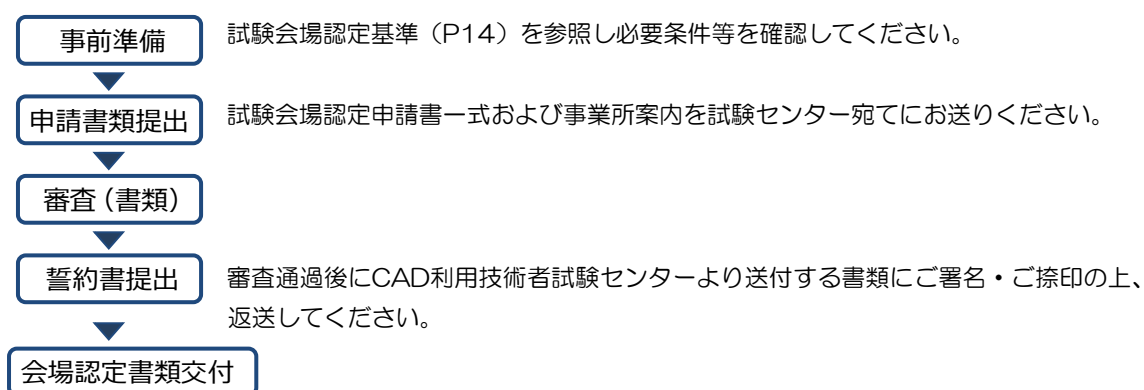 事前準備
試験会場認定基準（P14）を参照し必要条件等を確認してください。
申請書類提出
試験会場認定申請書一式および事業所案内を試験センター宛てにお送りください。
審査（書類）
誓約書提出
審査通過後にCAD利用技術者試験センターより送付する書類にご署名・ご捺印の上、
返送してください。
会場認定書類交付